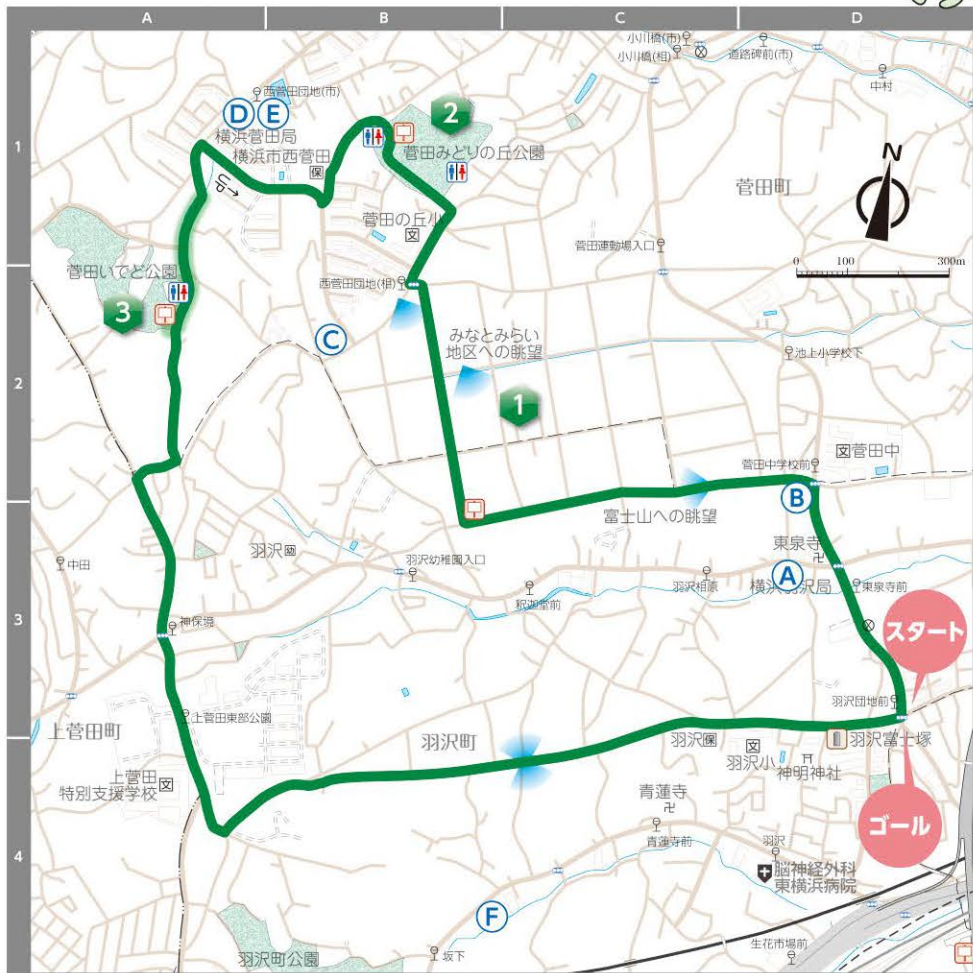 A
B
C
D
1
2
3
4
小川橋(市)
小川橋(相)
道路碑前(市)
中村
西菅田団地(市)
D
E
横浜菅田局
横浜市西菅田
保
2
菅田みどりの丘公園
菅田町
N
菅田の丘小
文
菅田運動場入口
0 100 300m
菅田いでと公園
3
西菅田団地(相)
C
みなとみらい
地区への眺望
池上小学校下
1
文菅田中
菅田中学校前
B
富士山への眺望
東泉寺
中田
羽沢
幼
羽沢幼稚園入口
釈迦堂前
羽沢相原
A
横浜羽沢局
東泉寺前
スタート
神保境
羽沢団地前
上菅田東部公園
上菅田町
羽沢町
羽沢保
文
羽沢小
羽沢富士塚
神明神社
上菅田
特別支援学校
文
青蓮寺
青蓮寺前
ゴール
羽沢
脳神経外科
東横浜病院
F
坂下
生花市場前
羽沢町公園